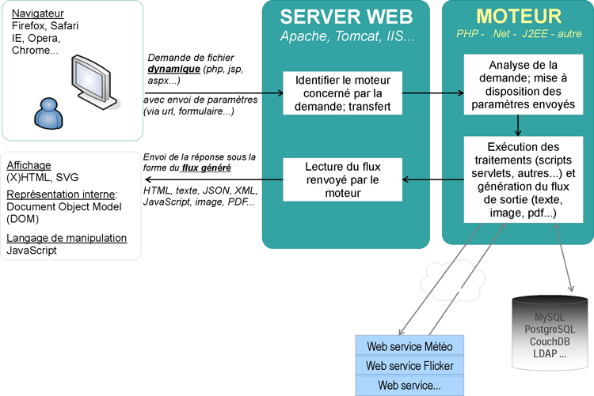 Navigateur
Firefox, Safari
IE, Opera,
Chrome...
Demande de fichier
dynamique (php, jsp,
aspx...)
avec envoi de paramètres
(via url, formulaire...)
SERVER WEB
Apache, Tomcat, IIS...
Identifier le moteur
concerné par la
demande; transfert
MOTEUR
PHP - .Net - J2EE - autre
Analyse de la
demande; mise à
disposition des
paramètres envoyés
Exécution des
traitements (scripts
servlets, autres...) et
génération du flux
de sortie (texte,
image, pdf...)
Lecture du flux
renvoyé par le
moteur
Envoi de la réponse sous la
forme du flux généré
HTML, texte, JSON, XML,
JavaScript, image, PDF...
Affichage
(X)HTML, SVG
Représentation interne:
Document Object Model
(DOM)
Langage de manipulation
JavaScript
Web service Météo
Web service Flicker
Web service...
MySQL
PostgreSQL
CouchDB
LDAP ...